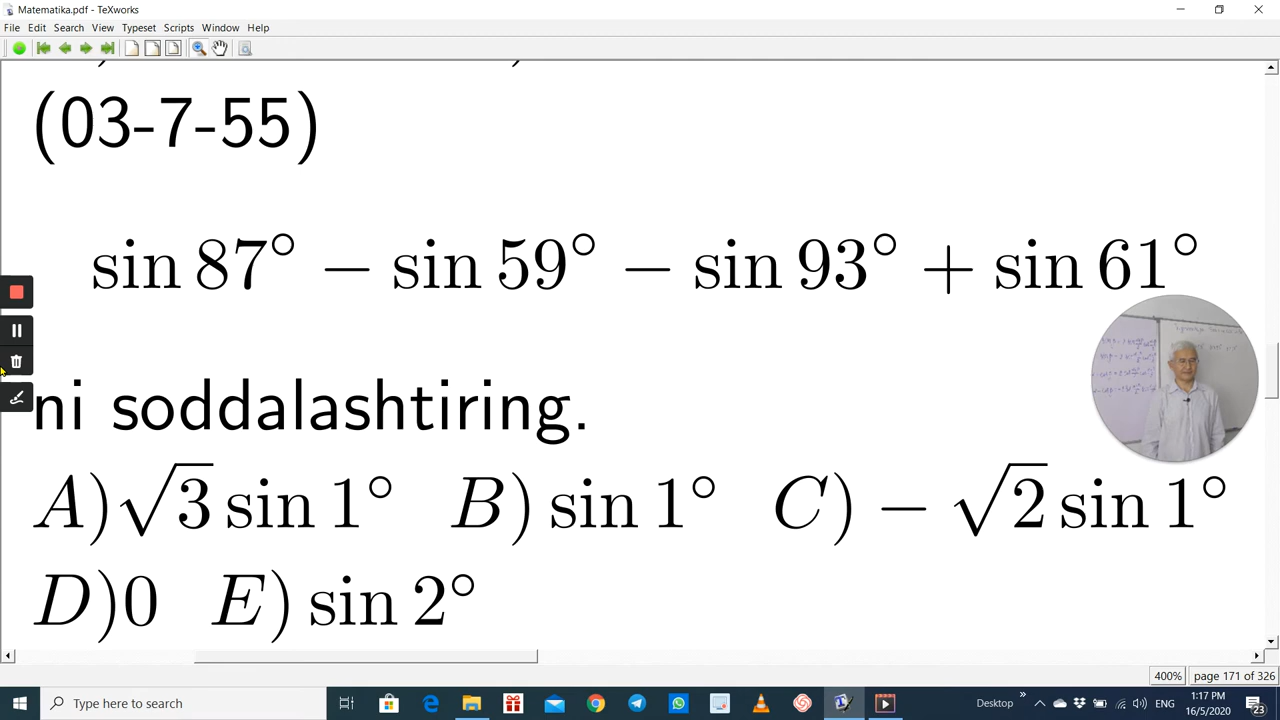 Matematika.pdf - TeXworks
File Edit Search View Typeset Scripts Window Help
(03-7-55)
sin 87° − sin 59° − sin 93° + sin 61°
ni soddalashtiring.
A)√3 sin 1° B) sin 1° C) − √2 sin 1°
D)0 E) sin 2°
400% page 171 of 326
Type here to search
Desktop
1:17 PM
16/5/2020
23